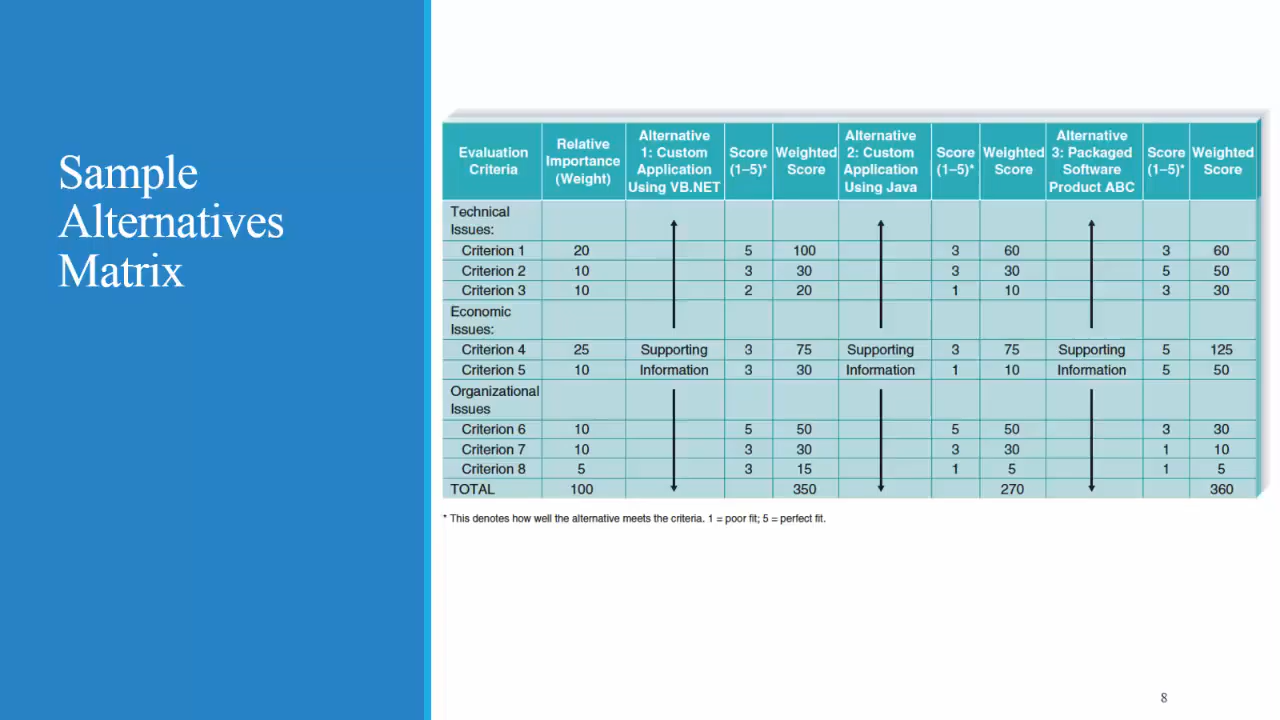 Sample
Alternatives
Matrix
Evaluation Criteria | Relative Importance (Weight) | Alternative 1: Custom Application Using VB.NET | Score (1–5)* | Weighted Score | Alternative 2: Custom Application Using Java | Score (1–5)* | Weighted Score | Alternative 3: Packaged Software Product ABC | Score (1–5)* | Weighted Score
Technical Issues:
Criterion 1 20 5 100 3 60 3 60
Criterion 2 10 3 30 3 30 5 50
Criterion 3 10 2 20 1 10 3 30
Economic Issues:
Criterion 4 25 Supporting 3 75 Supporting 3 75 Supporting 5 125
Criterion 5 10 Information 3 30 Information 1 10 Information 5 50
Organizational Issues
Criterion 6 10 5 50 5 50 3 30
Criterion 7 10 3 30 3 30 1 10
Criterion 8 5 3 15 1 5 1 5
TOTAL 100 350 270 360
* This denotes how well the alternative meets the criteria. 1 = poor fit; 5 = perfect fit.
8